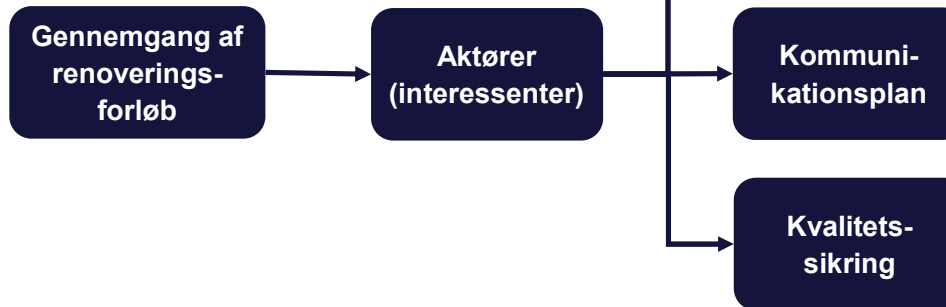 Gennemgang af
renoverings-
forløb
Aktører
(interessenter)
Kommuni-
kationsplan
Kvalitets-
sikring